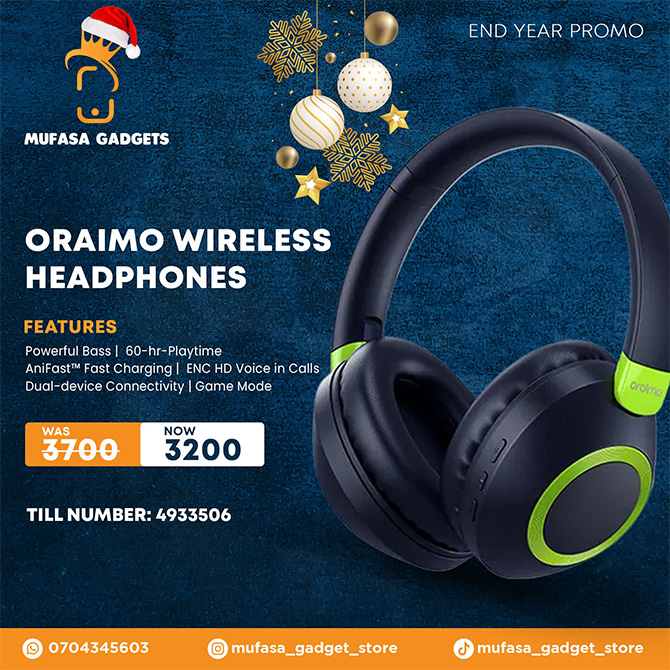 END YEAR PROMO
MUFASA GADGETS
ORAIMO WIRELESS
HEADPHONES
FEATURES
Powerful Bass | 60-hr-Playtime
AniFast™ Fast Charging | ENC HD Voice in Calls
Dual-device Connectivity | Game Mode
WAS
3700
NOW
3200
oraimo
TILL NUMBER: 4933506
0704345603
mufasa_gadget_store
mufasa_gadget_store